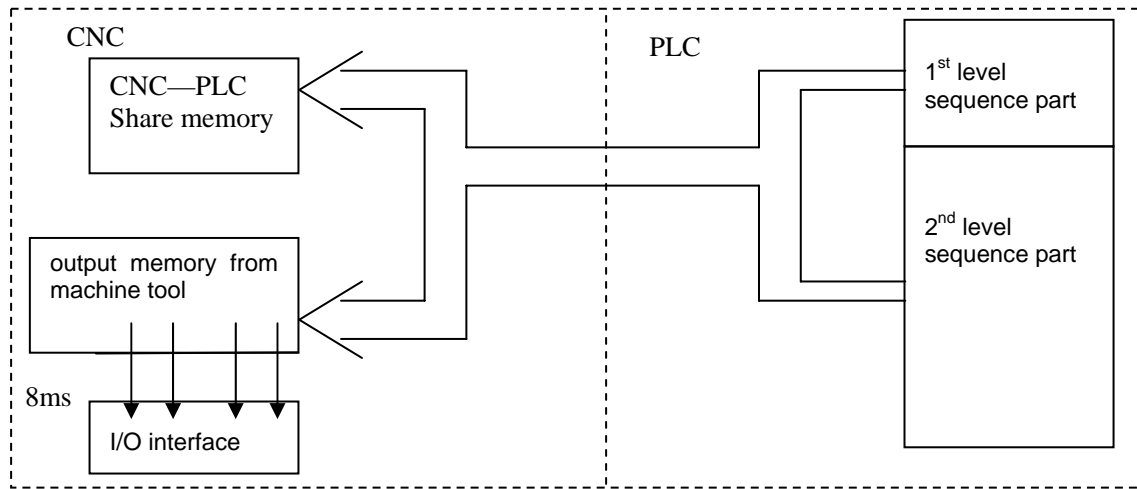 CNC
CNC—PLC
Share memory
output memory from
machine tool
8ms
I/O interface
PLC
1st level
sequence part
2nd level
sequence part